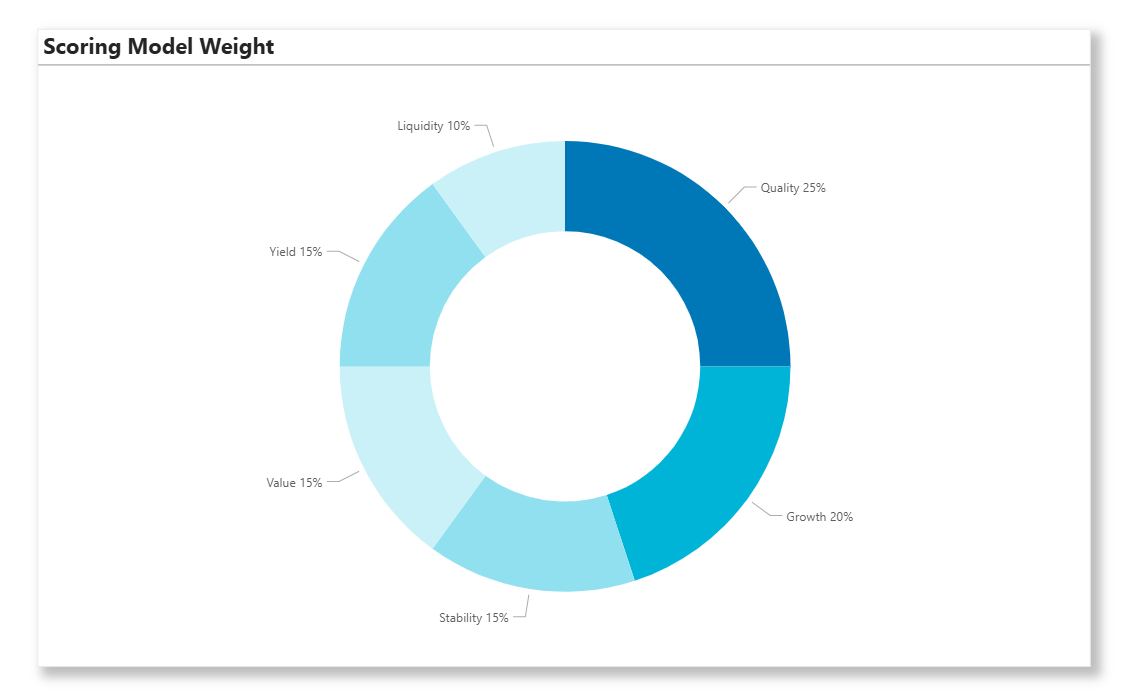 Scoring Model Weight
Liquidity 10%
Quality 25%
Yield 15%
Value 15%
Growth 20%
Stability 15%